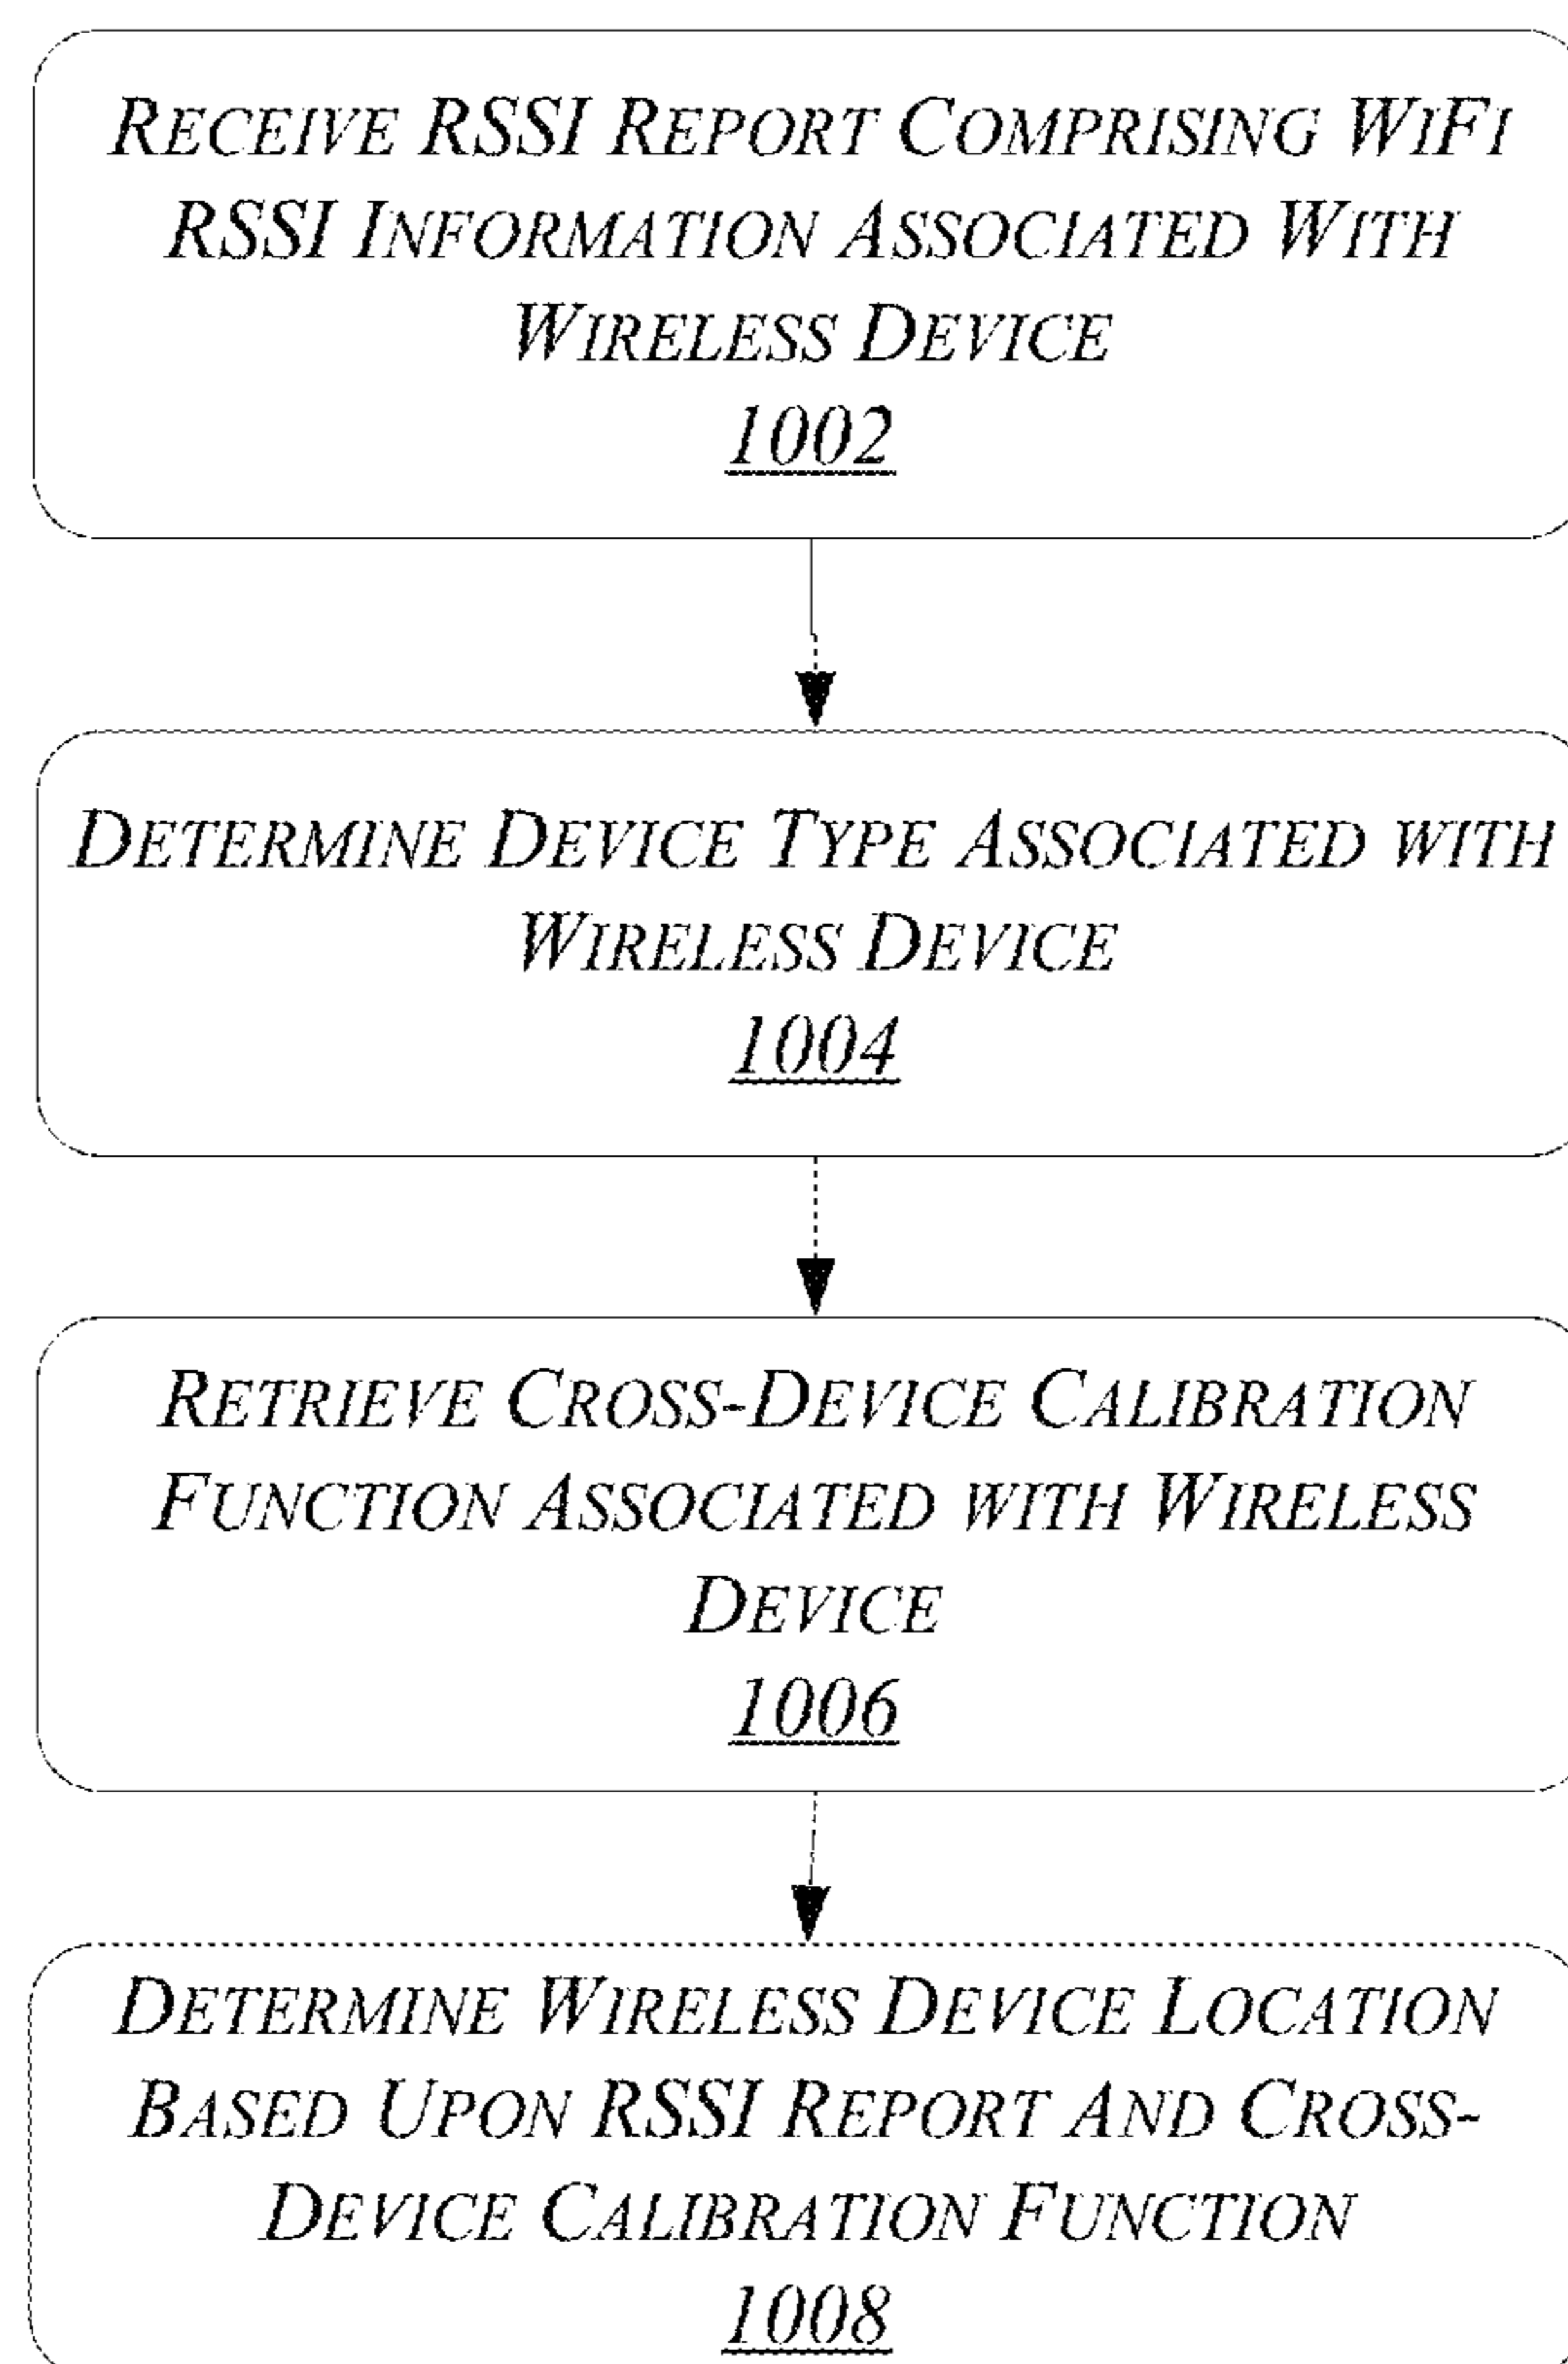 RECEIVE RSSI REPORT COMPRISING WIFI
RSSI INFORMATION ASSOCIATED WITH
WIRELESS DEVICE
1002
DETERMINE DEVICE TYPE ASSOCIATED WITH
WIRELESS DEVICE
1004
RETRIEVE CROSS-DEVICE CALIBRATION
FUNCTION ASSOCIATED WITH WIRELESS
DEVICE
1006
DETERMINE WIRELESS DEVICE LOCATION
BASED UPON RSSI REPORT AND CROSS-
DEVICE CALIBRATION FUNCTION
1008